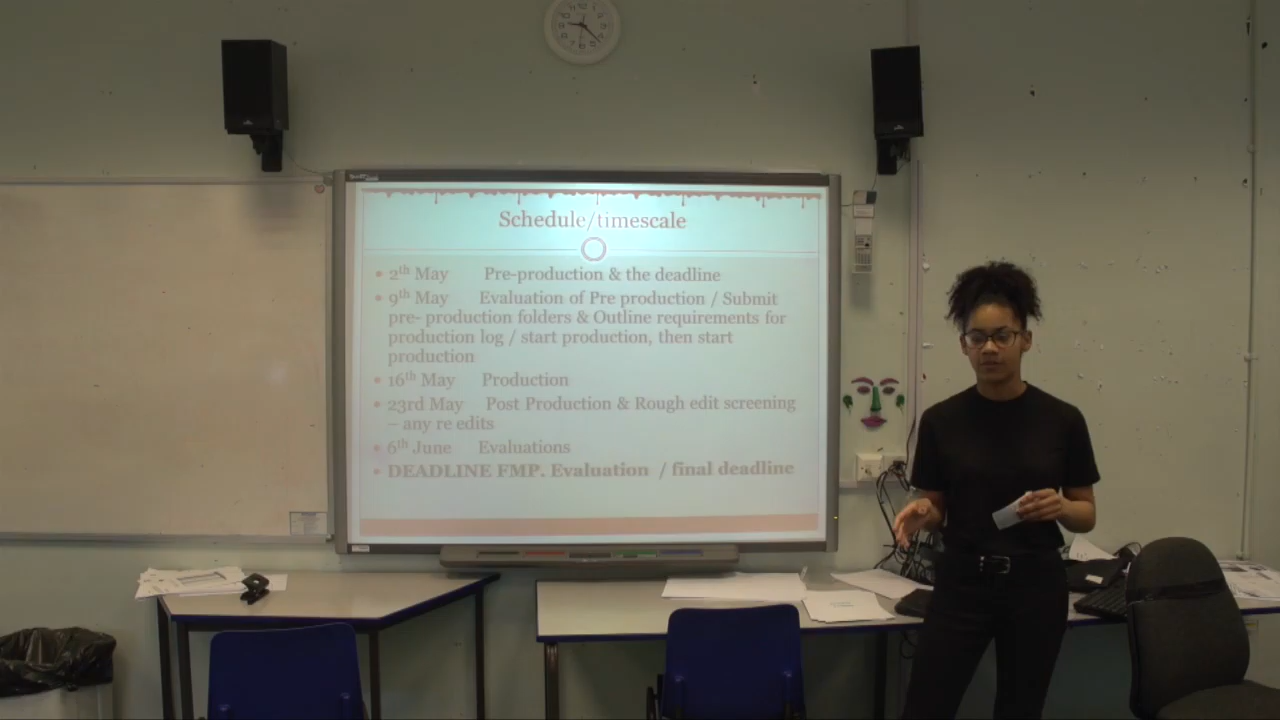 Schedule/timescale
• 2th May Pre-production & the deadline
• 9th May Evaluation of Pre production / Submit
pre- production folders & Outline requirements for
production log / start production, then start
production
• 16th May Production
• 23rd May Post Production & Rough edit screening
– any re edits
• 6th June Evaluations
• DEADLINE FMP. Evaluation / final deadline